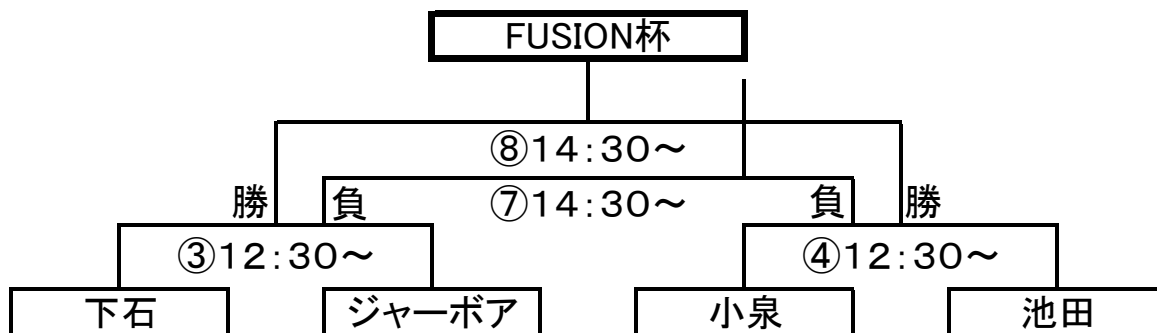 FUSION杯
⑧14:30～
勝 負 ⑦14:30～ 負 勝
③12:30～ ④12:30～
下石 ジャーボア 小泉 池田